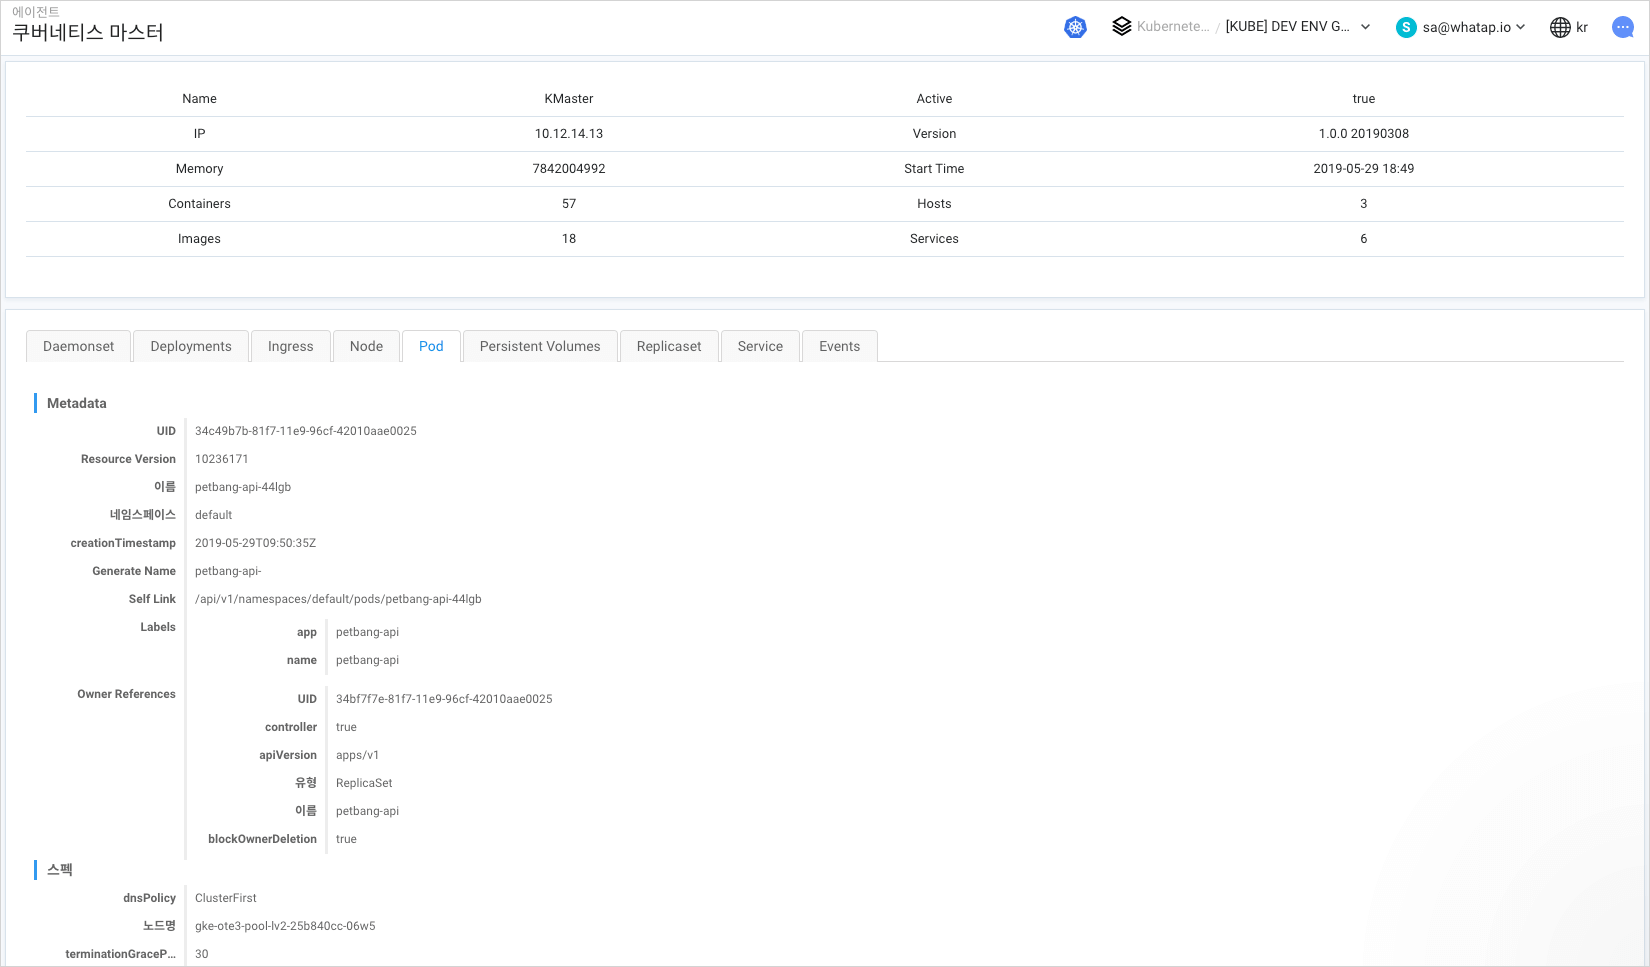 에이전트
쿠버네티스 마스터
Kubernete... / [KUBE] DEV ENV G...
S sa@whatap.io
kr
Name KMaster Active true
IP 10.12.14.13 Version 1.0.0 20190308
Memory 7842004992 Start Time 2019-05-29 18:49
Containers 57 Hosts 3
Images 18 Services 6
Daemonset Deployments Ingress Node Pod Persistent Volumes Replicaset Service Events
Metadata
UID 34c49b7b-81f7-11e9-96cf-42010aae0025
Resource Version 10236171
이름 petbang-api-44lgb
네임스페이스 default
creationTimestamp 2019-05-29T09:50:35Z
Generate Name petbang-api-
Self Link /api/v1/namespaces/default/pods/petbang-api-44lgb
Labels
app petbang-api
name petbang-api
Owner References
UID 34bf7f7e-81f7-11e9-96cf-42010aae0025
controller true
apiVersion apps/v1
유형 ReplicaSet
이름 petbang-api
blockOwnerDeletion true
스펙
dnsPolicy ClusterFirst
노드명 gke-ote3-pool-lv2-25b840cc-06w5
terminationGraceP... 30